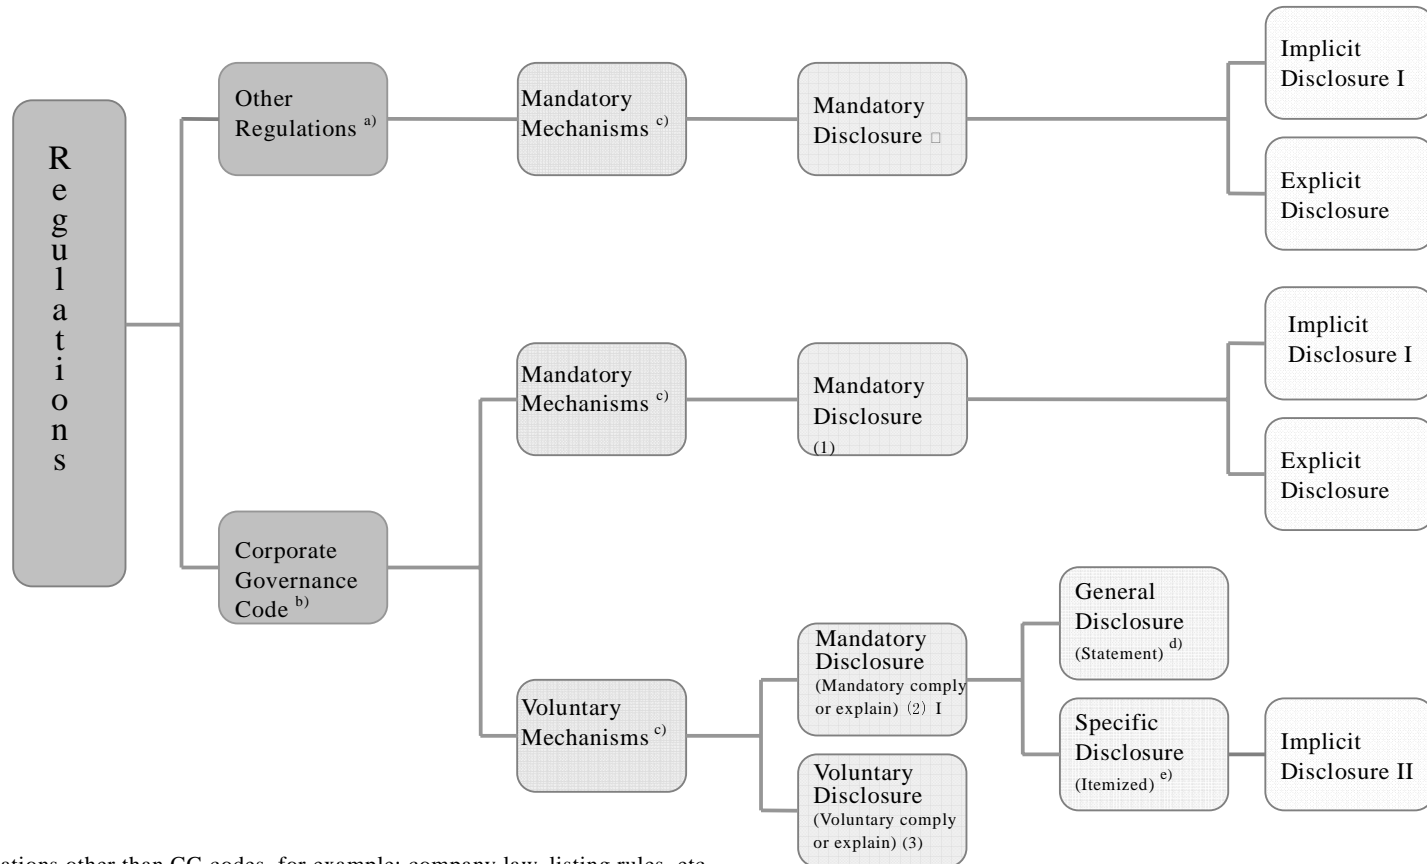 Regulations
Other
Regulations a)
Mandatory
Mechanisms c)
Mandatory
Disclosure □
Implicit
Disclosure I
Explicit
Disclosure
Mandatory
Mechanisms c)
Mandatory
Disclosure
(1)
Implicit
Disclosure I
Explicit
Disclosure
Corporate
Governance
Code b)
Voluntary
Mechanisms c)
Mandatory
Disclosure
(Mandatory comply
or explain) (2) I
General
Disclosure
(Statement) d)
Specific
Disclosure
(Itemized) e)
Implicit
Disclosure II
Voluntary
Disclosure
(Voluntary comply
or explain) (3)
ations other than CG codes, for example: company law, listing rules, etc